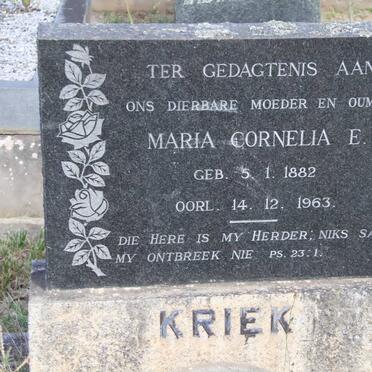 TER GEDAGTENIS AAN
ONS DIERBARE MOEDER EN OUM
MARIA CORNELIA E.
GEB. 5. 1. 1882
OORL. 14. 12. 1963.
DIE HERE IS MY HERDER; NIKS SA
MY ONTBREEK NIE PS. 23:1.
KRIEK